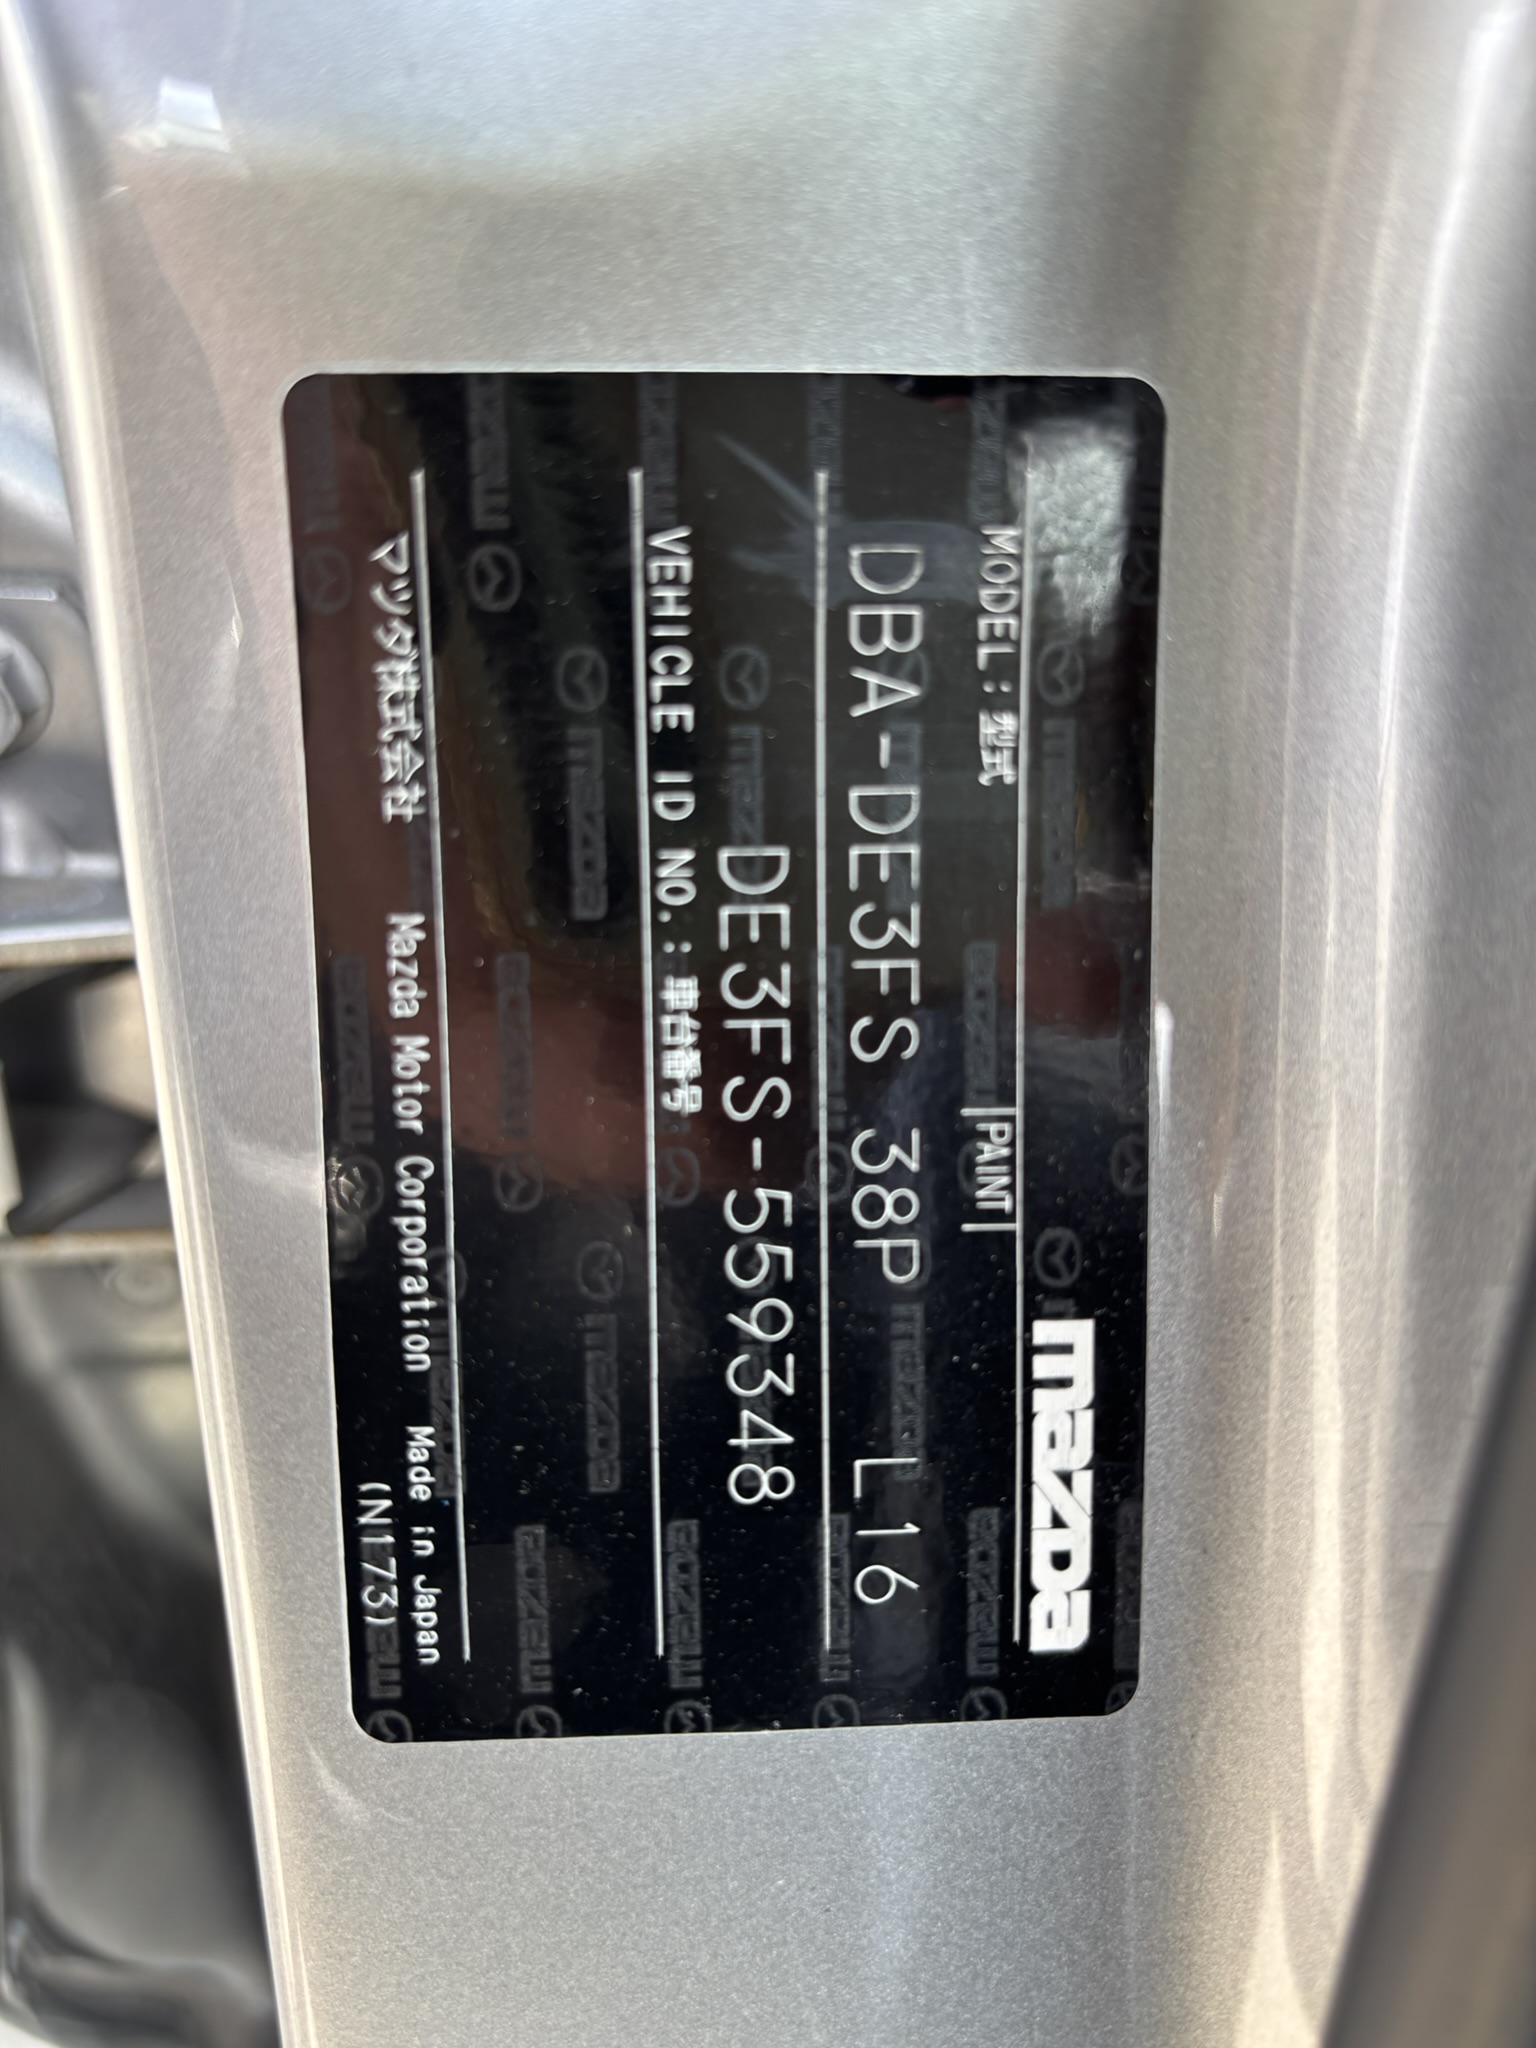 mazda
MODEL:型式 |PAINT|
DBA-DE3FS 38P L16
DE3FS-559348
VEHICLE ID NO.:車台番号
マツダ株式会社 Mazda Motor Corporation Made in Japan
(N173)